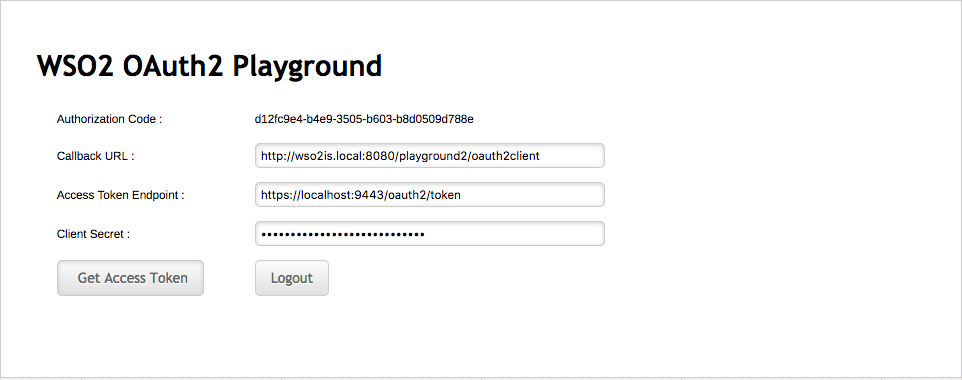 WSO2 OAuth2 Playground
Authorization Code : d12fc9e4-b4e9-3505-b603-b8d0509d788e
Callback URL : http://wso2is.local:8080/playground2/oauth2client
Access Token Endpoint : https://localhost:9443/oauth2/token
Client Secret : ••••••••••••••••••••••••••••
Get Access Token Logout